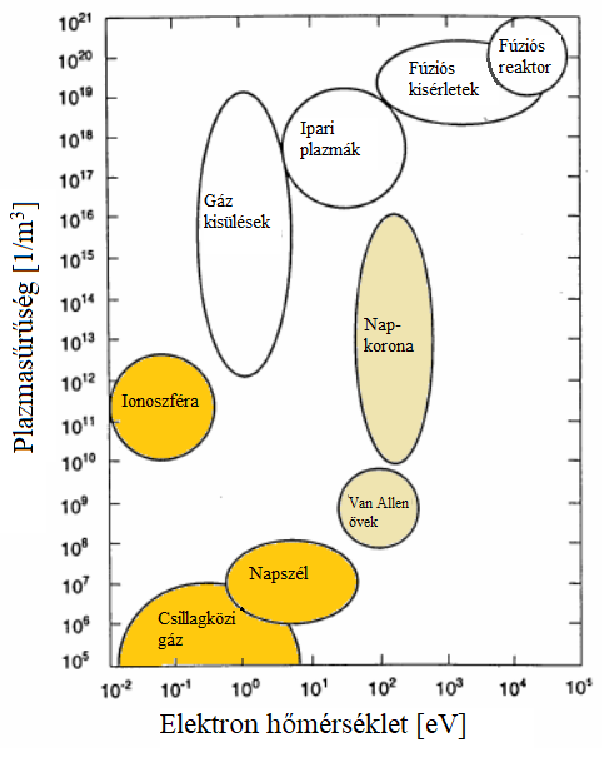 10²¹
10²⁰
10¹⁹
10¹⁸
10¹⁷
10¹⁶
10¹⁵
10¹⁴
10¹³
10¹²
10¹¹
10¹⁰
10⁹
10⁸
10⁷
10⁶
10⁵
Plazmasűrűség [1/m³]
Fúziós
reaktor
Fúziós
kisérletek
Ipari
plazmák
Gáz
kisülések
Nap-
korona
Ionoszféra
Van Allen
övek
Napszél
Csillagközi
gáz
10⁻² 10⁻¹ 10⁰ 10¹ 10² 10³ 10⁴ 10⁵
Elektron hőmérséklet [eV]